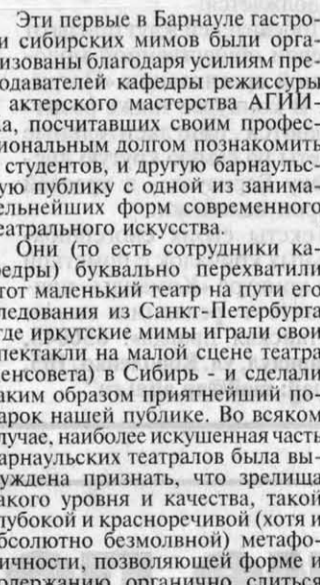 Эти первые в Барнауле гастро-
и сибирских мимов были орга-
изованы благодаря усилиям пре-
одавателей кафедры режиссуры
актерского мастерства АГИИ-
а, посчитавших своим профес-
иональным долгом познакомить
студентов, и другую барнаульс-
ую публику с одной из занима-
ельнейших форм современного
еатрального искусства.
Они (то есть сотрудники ка-
едры) буквально перехватили
тот маленький театр на пути его
ледования из Санкт-Петербурга
где иркутские мимы играли свои
пектакли на малой сцене театра
енсовета) в Сибирь - и сделали
аким образом приятнейший по-
арок нашей публике. Во всяком
лучае, наиболее искушенная часть
арнаульских театралов была вы-
уждена признать, что зрелища
акого уровня и качества, такой
лубокой и красноречивой (хотя и
бсолютно безмолвной) метафо-
ичности, позволяющей форме и
одержанию органично слиться